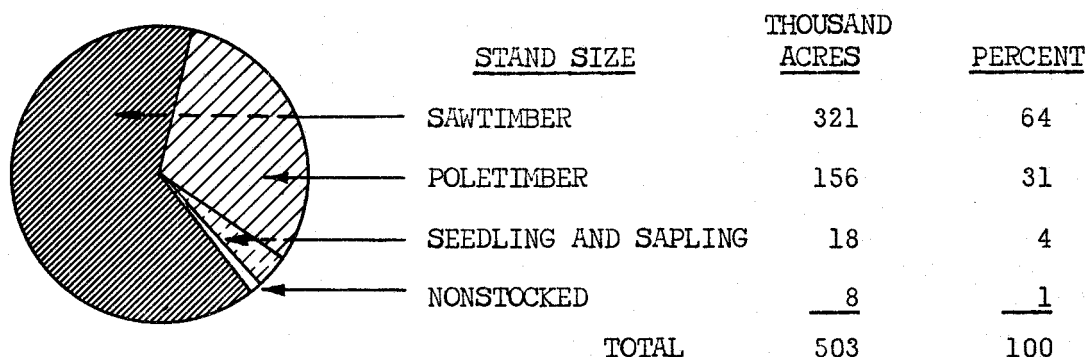 THOUSAND
STAND SIZE ACRES PERCENT
SAWTIMBER 321 64
POLETIMBER 156 31
SEEDLING AND SAPLING 18 4
NONSTOCKED 8 1
TOTAL 503 100